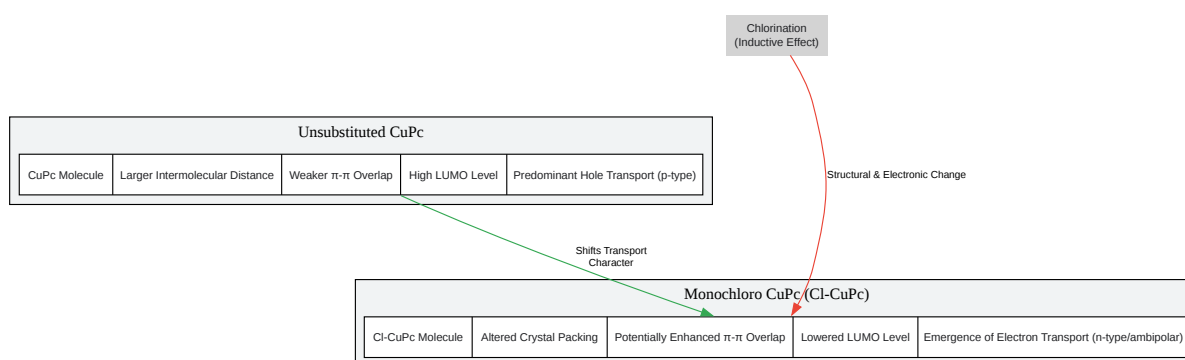 Chlorination
(Inductive Effect)
Unsubstituted CuPc
CuPc Molecule
Larger Intermolecular Distance
Weaker π-π Overlap
High LUMO Level
Predominant Hole Transport (p-type)
Structural & Electronic Change
Shifts Transport
Character
Monochloro CuPc (Cl-CuPc)
Cl-CuPc Molecule
Altered Crystal Packing
Potentially Enhanced π-π Overlap
Lowered LUMO Level
Emergence of Electron Transport (n-type/ambipolar)